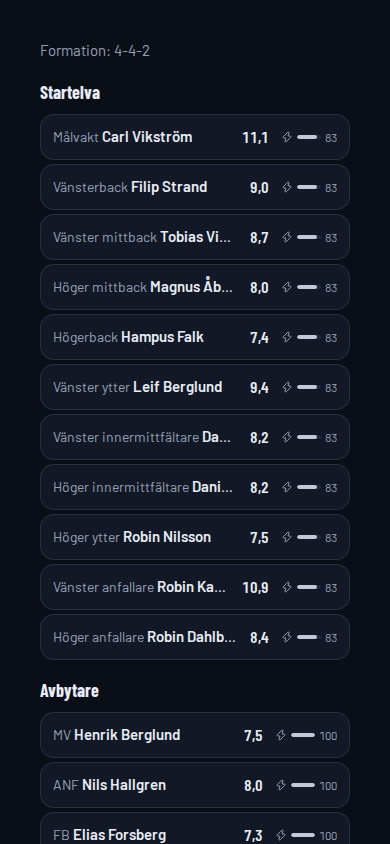 Formation: 4-4-2
Startelva
Målvakt Carl Vikström 11,1 83
Vänsterback Filip Strand 9,0 83
Vänster mittback Tobias Vi... 8,7 83
Höger mittback Magnus Åb... 8,0 83
Högerback Hampus Falk 7,4 83
Vänster ytter Leif Berglund 9,4 83
Vänster innermittfältare Da... 8,2 83
Höger innermittfältare Dani... 8,2 83
Höger ytter Robin Nilsson 7,5 83
Vänster anfallare Robin Ka... 10,9 83
Höger anfallare Robin Dahlb... 8,4 83
Avbytare
MV Henrik Berglund 7,5 100
ANF Nils Hallgren 8,0 100
FB Elias Forsberg 7,3 100